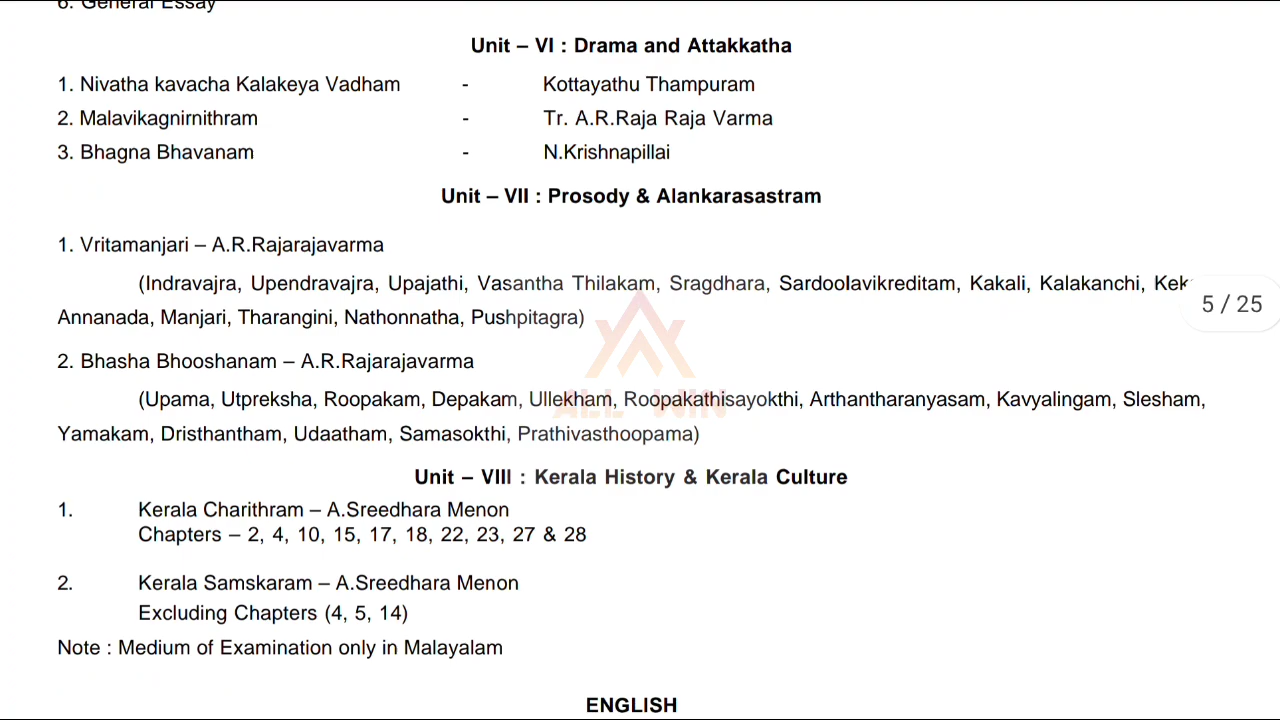 6. General Essay
Unit – VI : Drama and Attakkatha
1. Nivatha kavacha Kalakeya Vadham - Kottayathu Thampuram
2. Malavikagnirnithram - Tr. A.R.Raja Raja Varma
3. Bhagna Bhavanam - N.Krishnapillai
Unit – VII : Prosody & Alankarasastram
1. Vritamanjari – A.R.Rajarajavarma
(Indravajra, Upendravajra, Upajathi, Vasantha Thilakam, Sragdhara, Sardoolavikreditam, Kakali, Kalakanchi,
5 / 25
Annanada, Manjari, Tharangini, Nathonnatha, Pushpitagra)
2. Bhasha Bhooshanam – A.R.Rajarajavarma
(Upama, Utpreksha, Roopakam, Depakam, Ullekham, Roopakathisayokthi, Arthantharanyasam, Kavyalingam, Slesham,
ALL WIN
Yamakam, Dristhantham, Udaatham, Samasokthi, Prathivasthoopama)
Unit – VIII : Kerala History & Kerala Culture
1. Kerala Charithram – A.Sreedhara Menon
Chapters – 2, 4, 10, 15, 17, 18, 22, 23, 27 & 28
2. Kerala Samskaram – A.Sreedhara Menon
Excluding Chapters (4, 5, 14)
Note : Medium of Examination only in Malayalam
ENGLISH